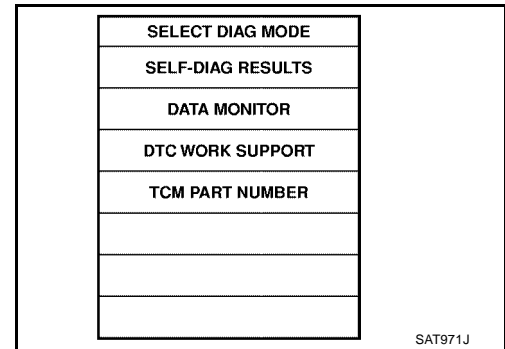 SELECT DIAG MODE
SELF-DIAG RESULTS
DATA MONITOR
DTC WORK SUPPORT
TCM PART NUMBER
SAT971J